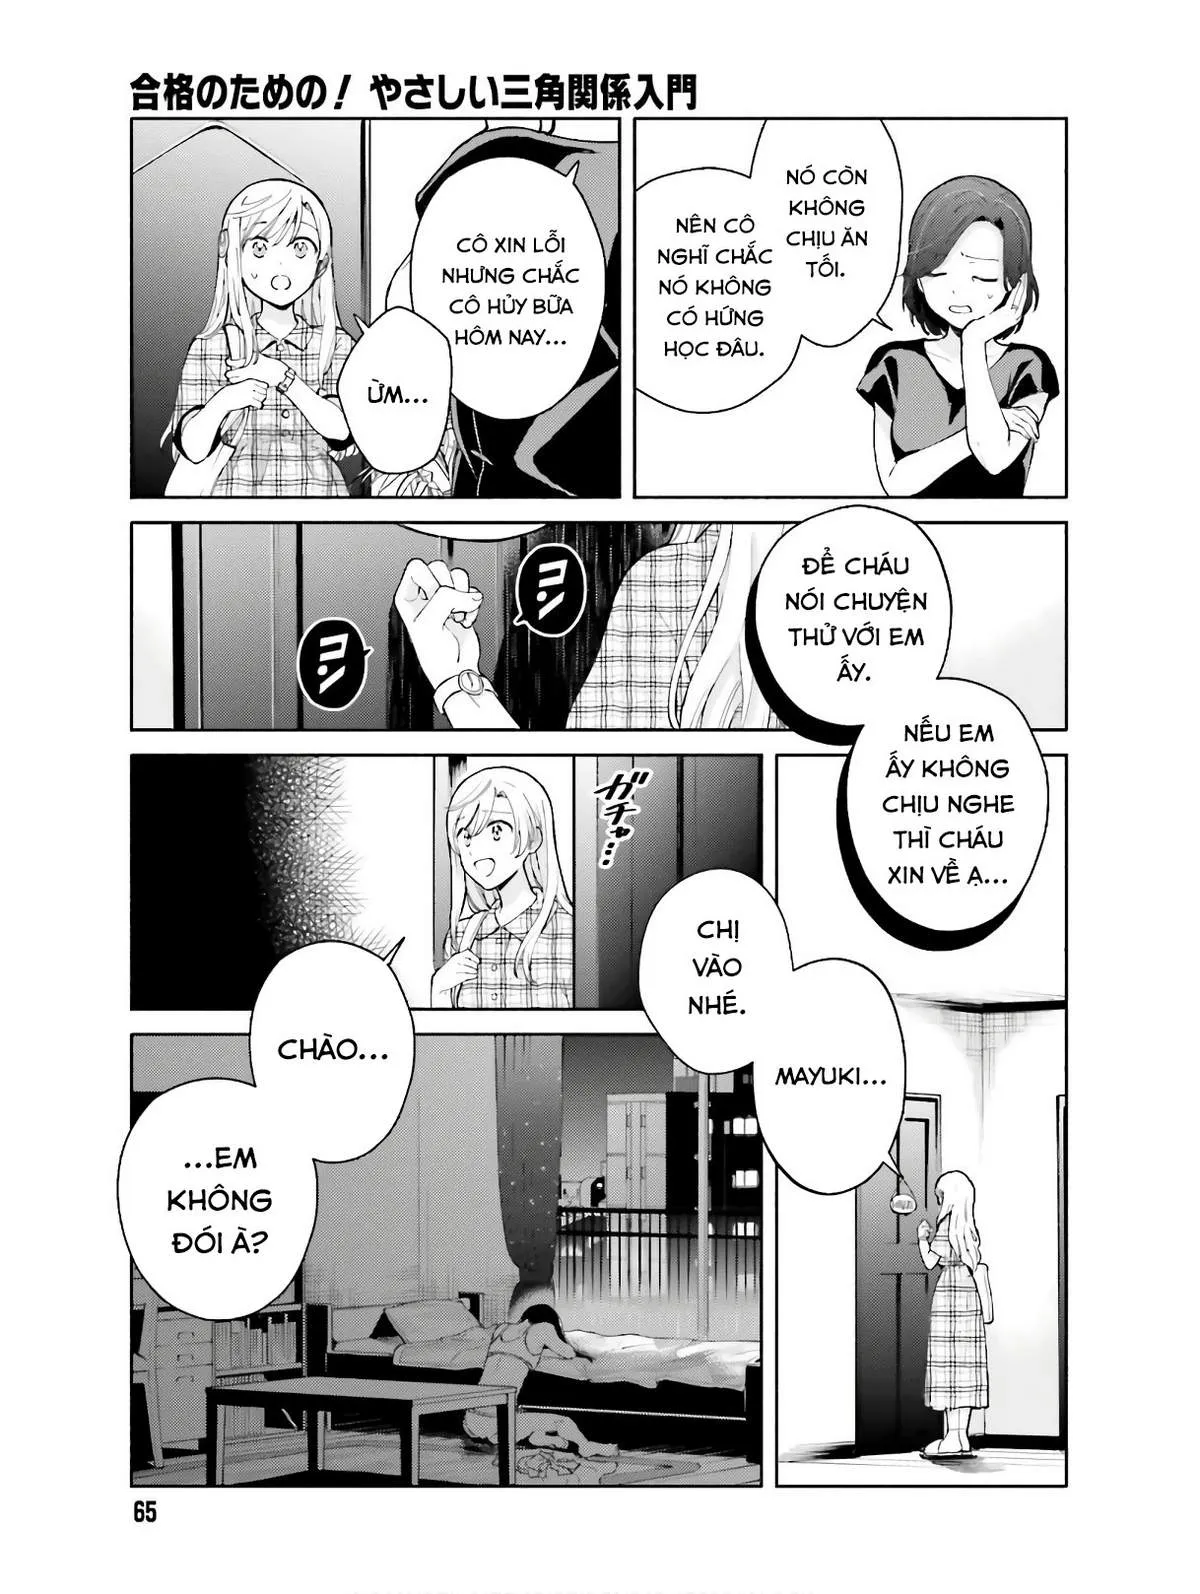 合格のための! やさしい三角関係入門
NÓ CÒN
KHÔNG
CHỊU ĂN
TỐI.
NÊN CÔ
NGHĨ CHẮC
NÓ KHÔNG
CÓ HỨNG
HỌC ĐÂU.
CÔ XIN LỖI
NHƯNG CHẮC
CÔ HỦY BỮA
HÔM NAY...
ỪM...
ĐỂ CHÁU
NÓI CHUYỆN
THỬ VỚI EM
ẤY.
コン
コン
NẾU EM
ẤY KHÔNG
CHỊU NGHE
THÌ CHÁU
XIN VỀ Ạ...
MAYUKI...
CHỊ
VÀO
NHÉ.
ガチャ…
CHÀO...
...EM
KHÔNG
ĐÓI À?
65